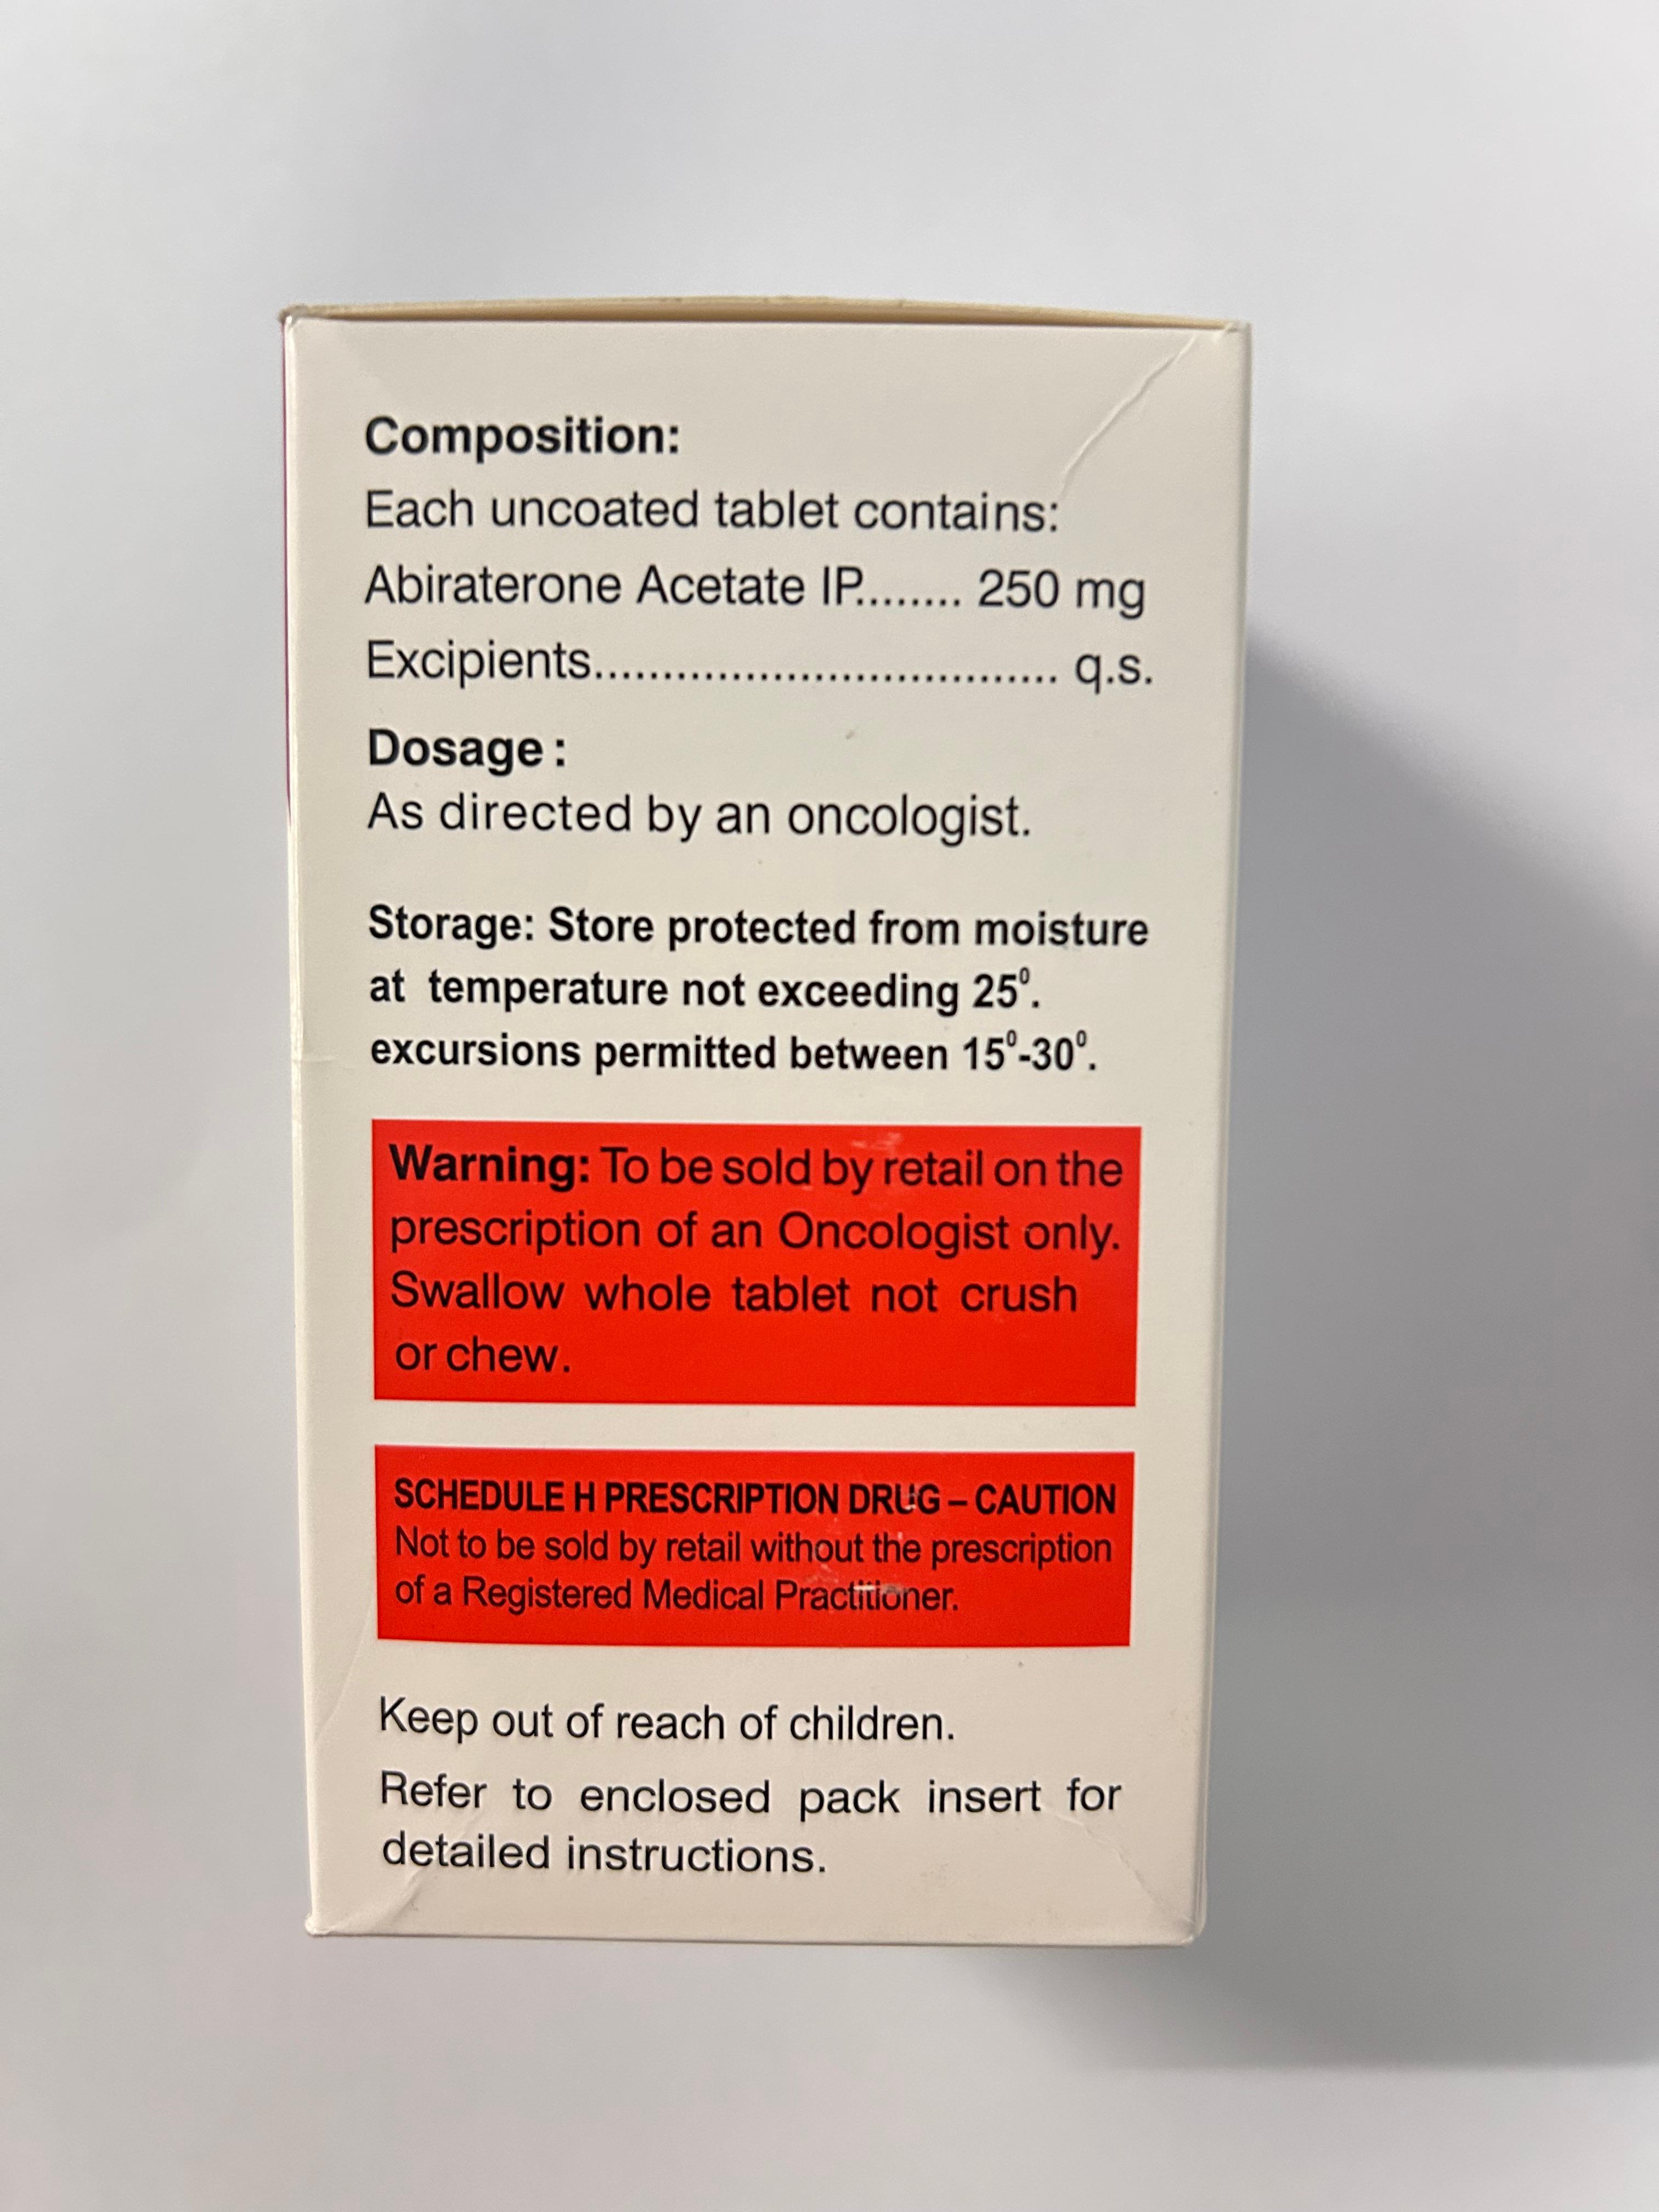 Composition:
Each uncoated tablet contains:
Abiraterone Acetate IP........ 250 mg
Excipients.................................. q.s.
Dosage :
As directed by an oncologist.
Storage: Store protected from moisture
at temperature not exceeding 25⁰.
excursions permitted between 15⁰-30⁰.
Warning: To be sold by retail on the
prescription of an Oncologist only.
Swallow whole tablet not crush
or chew.
SCHEDULE H PRESCRIPTION DRUG – CAUTION
Not to be sold by retail without the prescription
of a Registered Medical Practitioner.
Keep out of reach of children.
Refer to enclosed pack insert for
detailed instructions.